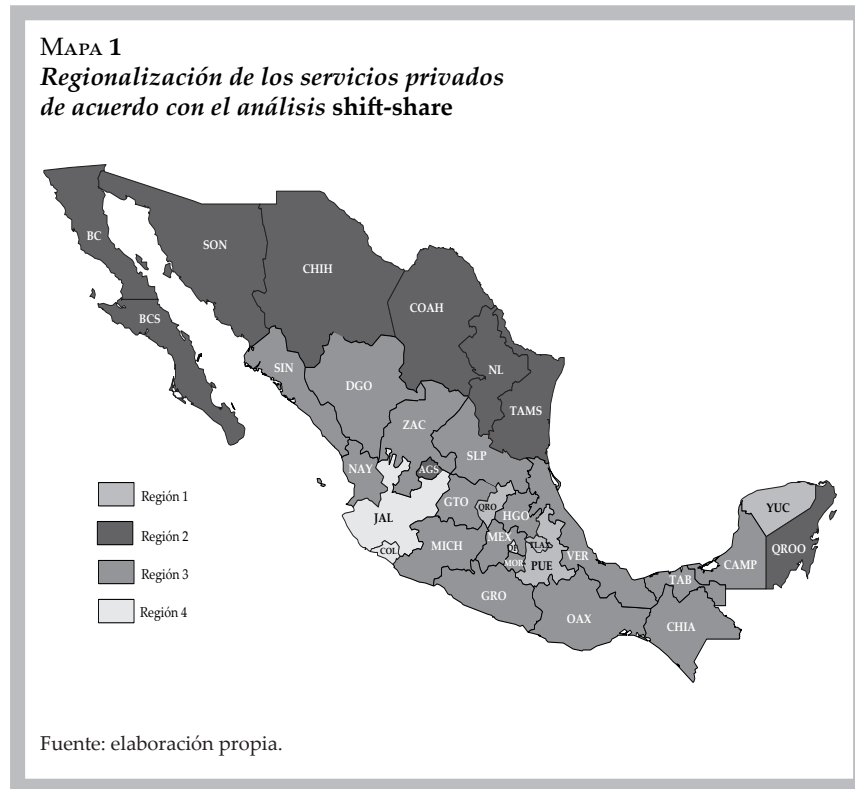 MAPA 1
Regionalización de los servicios privados
de acuerdo con el análisis shift-share
BC
SON
CHIH
COAH
BCS
NL
SIN
DGO
TAMS
ZAC
SLP
NAY
AGS
Región 1
Región 2
Región 3
Región 4
JAL
GTO
QRO
HGO
YUC
COL
MICH
MEX
DF
TLAX
VER
MOR
PUE
CAMP
QROO
TAB
GRO
OAX
CHIA
Fuente: elaboración propia.